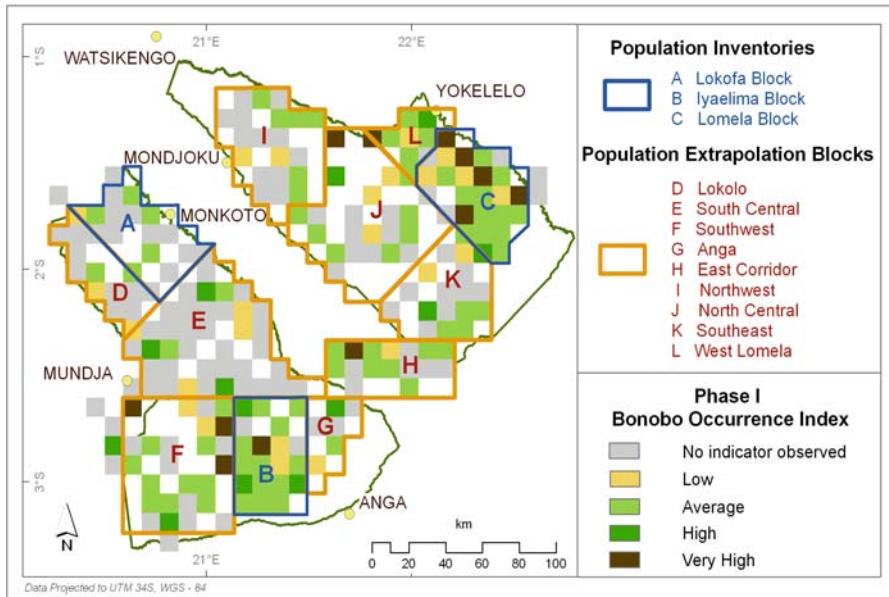 21°E
22°E
1°S
WATSIKENGO
YOKELELO
I
L
MONDJOKU
C
J
A
MONKOTO
2°S
K
D
E
H
MUNDJA
G
F
B
3°S
ANGA
N
km
0 20 40 60 80 100
21°E
Data Projected to UTM 34S, WGS - 84
Population Inventories
A Lokofa Block
B Iyaelima Block
C Lomela Block
Population Extrapolation Blocks
D Lokolo
E South Central
F Southwest
G Anga
H East Corridor
I Northwest
J North Central
K Southeast
L West Lomela
Phase I
Bonobo Occurrence Index
No indicator observed
Low
Average
High
Very High